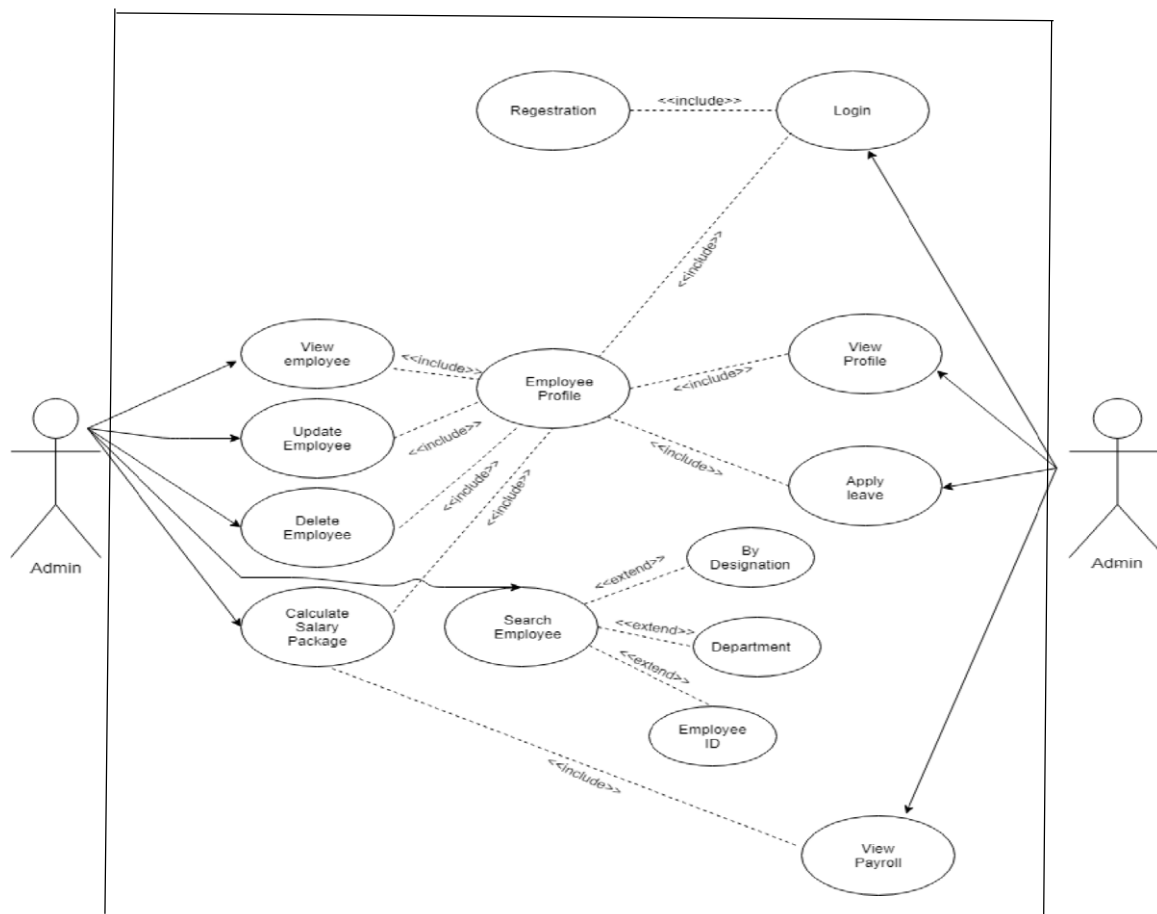 Regestration
<<include>>
Login
<<include>>
View
employee
<<include>>
Employee
Profile
<<include>>
View
Profile
Update
Employee
<<include>>
<<include>>
Apply
leave
Delete
Employee
<<include>>
<<include>>
Admin
Admin
By
Designation
<<extend>>
Calculate
Salary
Package
Search
Employee
<<extend>>
Department
<<extend>>
Employee
ID
<<include>>
View
Payroll